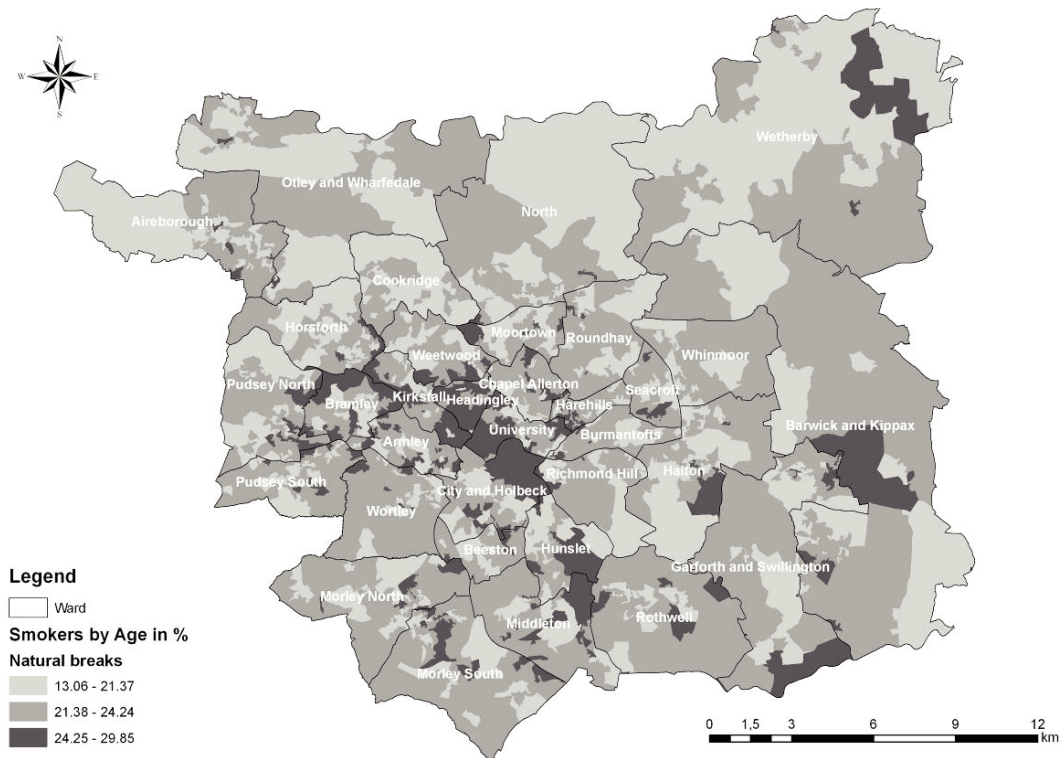 N
W E
S
Wetherby
Otley and Wharfedale
North
Aireborough
Cookridge
Horsforth
Moortown
Roundhay
Weetwood
Whinmoor
Pudsey North
Chapel Allerton
Seacroft
Kirkstall
Headingley
Bramley
Harehills
University
Barwick and Kippax
Armley
Burmantofts
Richmond Hill
Halton
Pudsey South
City and Holbeck
Wortley
Beeston
Hunslet
Garforth and Swillington
Morley North
Middleton
Rothwell
Morley South
Legend
Ward
Smokers by Age in %
Natural breaks
13.06 - 21.37
21.38 - 24.24
24.25 - 29.85
0 1,5 3 6 9 12
km